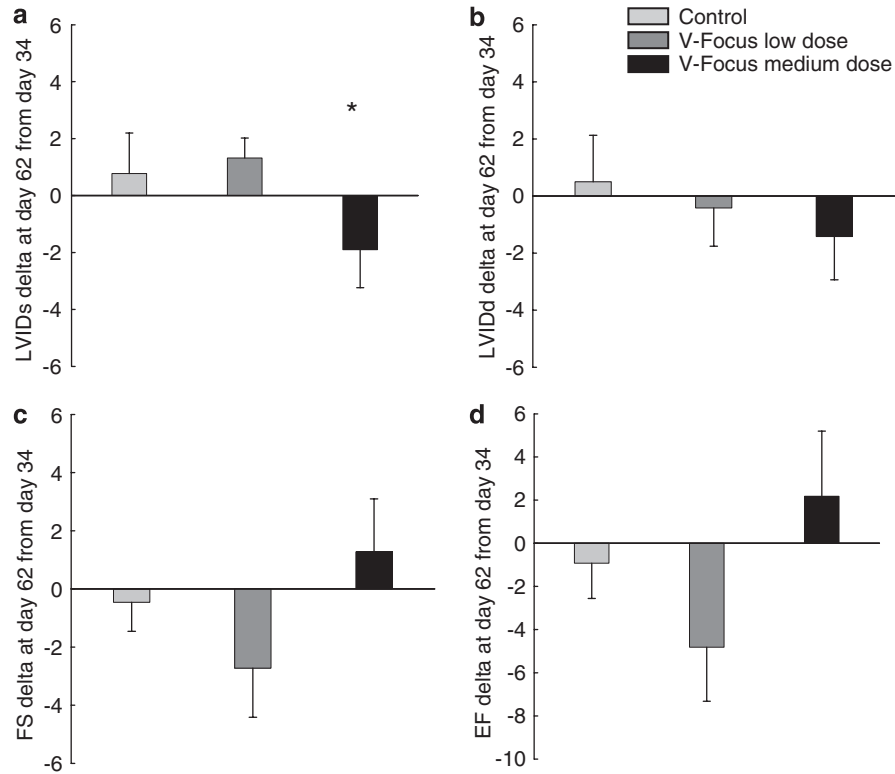 a
LVIDs delta at day 62 from day 34
6
4
2
0
-2
-4
-6
*
b
LVIDd delta at day 62 from day 34
6
4
2
0
-2
-4
-6
Control
V-Focus low dose
V-Focus medium dose
c
FS delta at day 62 from day 34
6
4
2
0
-2
-4
-6
d
EF delta at day 62 from day 34
6
4
2
0
-2
-4
-6
-8
-10